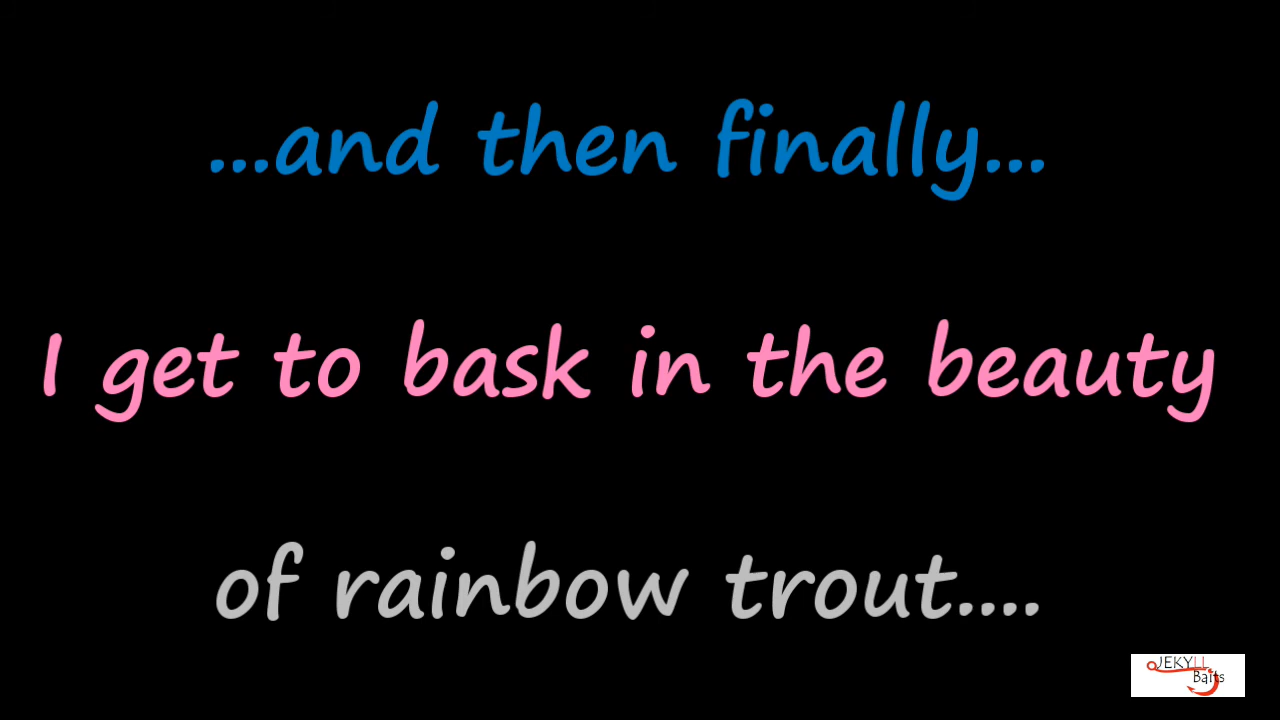 ...and then finally...
I get to bask in the beauty
of rainbow trout....
JEKYLL
Baits